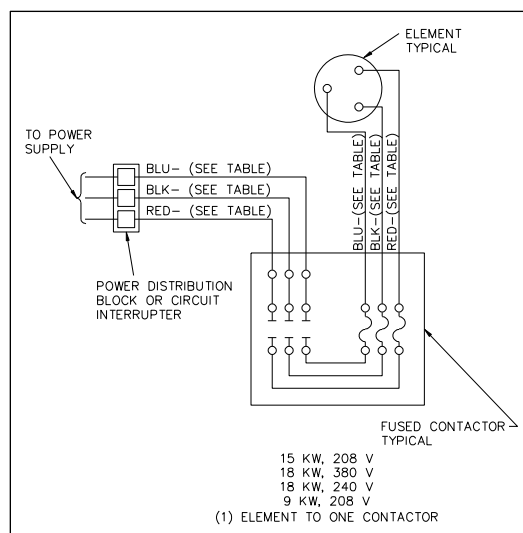 ELEMENT
TYPICAL
TO POWER
SUPPLY
BLU- (SEE TABLE)
BLK- (SEE TABLE)
RED- (SEE TABLE)
BLU-(SEE TABLE)
BLK-(SEE TABLE)
RED-(SEE TABLE)
POWER DISTRIBUTION
BLOCK OR CIRCUIT
INTERRUPTER
FUSED CONTACTOR
TYPICAL
15 KW, 208 V
18 KW, 380 V
18 KW, 240 V
9 KW, 208 V
(1) ELEMENT TO ONE CONTACTOR